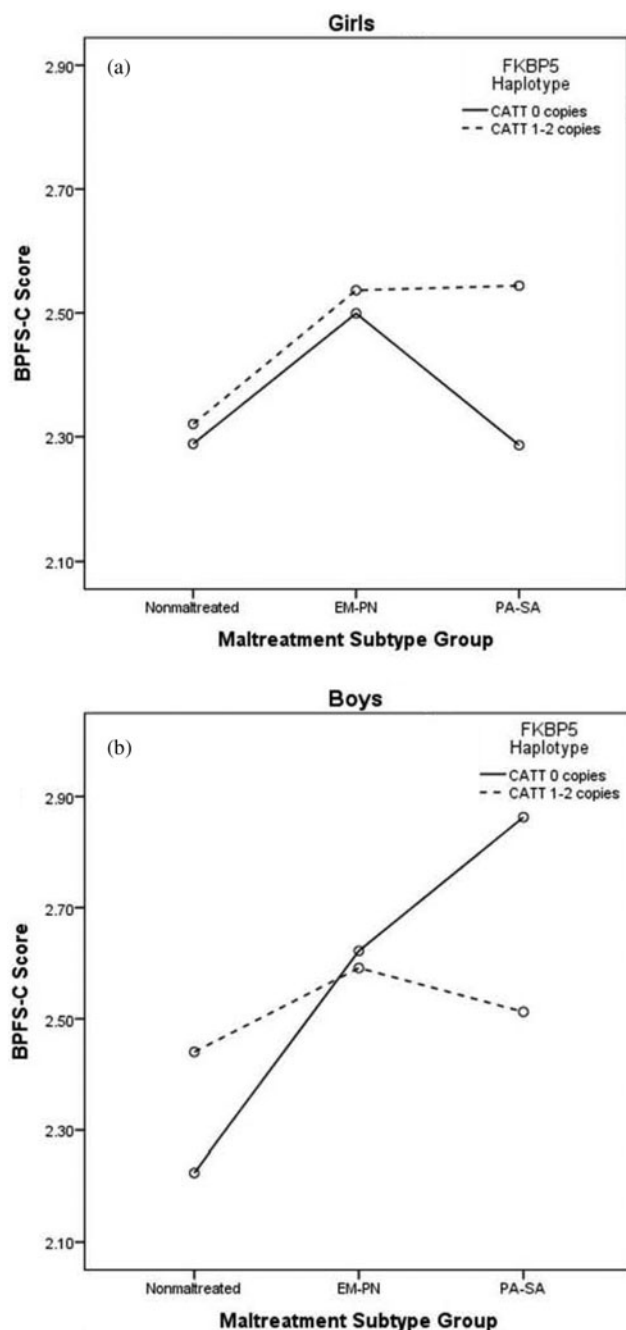 Girls
(a)
FKBP5
Haplotype
CATT 0 copies
CATT 1-2 copies
2.90
2.70
2.50
2.30
2.10
BPFS-C Score
Nonmaltreated EM-PN PA-SA
Maltreatment Subtype Group
Boys
(b)
FKBP5
Haplotype
CATT 0 copies
CATT 1-2 copies
2.90
2.70
2.50
2.30
2.10
BPFS-C Score
Nonmaltreated EM-PN PA-SA
Maltreatment Subtype Group